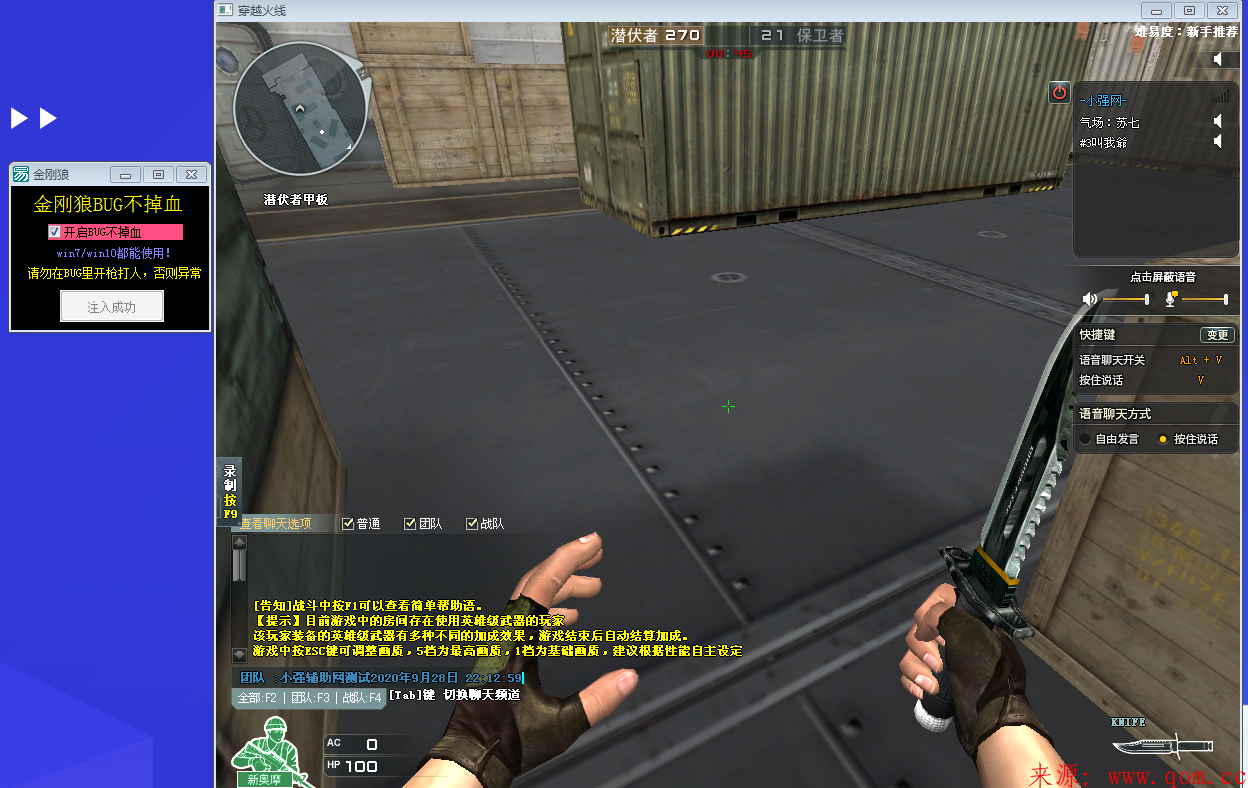 穿越火线
潜伏者 270
21 保卫者
00:45
难易度：新手推荐
-小强网-
气场：苏七
#3叫我爺
金刚狼
金刚狼BUG不掉血
开启BUG不掉血
win7/win10都能使用！
请勿在BUG里开枪打人，否则异常
注入成功
潜伏者甲板
点击屏蔽语音
快捷键
变更
语音聊天开关 Alt + V
按住说话 V
语音聊天方式
自由发言 按住说话
录制按F9
查看聊天选项 普通 团队 战队
[告知]战斗中按F1可以查看简单帮助语。
【提示】目前游戏中的房间存在使用英雄级武器的玩家
该玩家装备的英雄级武器有多种不同的加成效果，游戏结束后自动结算加成。
游戏中按ESC键可调整画质，5档为最高画质，1档为基础画质，建议根据性能自主设定
团队 :小强辅助网测试2020年9月28日 22:12:59
全部:F2 | 团队:F3 | 战队:F4 [Tab]键 切换聊天频道
AC 0
HP 100
新奥摩
KNIFE
来源: www.qom.cc